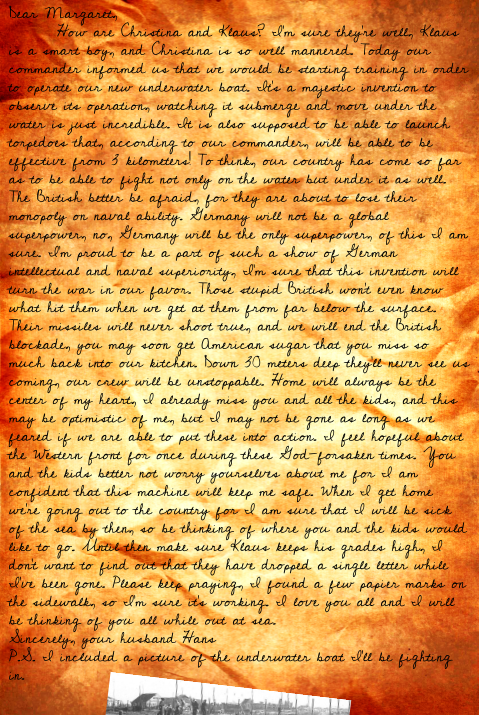 Dear Margaret,
How are Christina and Klaus? I'm sure they're well, Klaus
is a smart boy, and Christina is so well mannered. Today our
commander informed us that we would be starting training in order
to operate our new underwater boat. It's a majestic invention to
observe its operation, watching it submerge and move under the
water is just incredible. It is also supposed to be able to launch
torpedoes that, according to our commander, will be able to be
effective from 3 kilometers! To think, our country has come so far
as to be able to fight not only on the water but under it as well.
The British better be afraid, for they are about to lose their
monopoly on naval ability. Germany will not be a global
superpower, no, Germany will be the only superpower, of this I am
sure. I'm proud to be a part of such a show of German
intellectual and naval superiority, I'm sure that this invention will
turn the war in our favor. Those stupid British won't even know
what hit them when we get at them from far below the surface.
Their missiles will never shoot true, and we will end the British
blockade, you may soon get American sugar that you miss so
much back into our kitchen. Down 30 meters deep they'll never see us
coming, our crew will be unstoppable. Home will always be the
center of my heart, I already miss you and all the kids, and this
may be optimistic of me, but I may not be gone as long as we
feared if we are able to put these into action. I feel hopeful about
the Western front for once during these God-forsaken times. You
and the kids better not worry yourselves about me for I am
confident that this machine will keep me safe. When I get home
we're going out to the country for I am sure that I will be sick
of the sea by then, so be thinking of where you and the kids would
like to go. Until then make sure Klaus keeps his grades high, I
don't want to find out that they have dropped a single letter while
I've been gone. Please keep praying, I found a few papier marks on
the sidewalk, so I'm sure it's working. I love you all and I will
be thinking of you all while out at sea.
Sincerely, your husband Hans
P.S. I included a picture of the underwater boat I'll be fighting
in.